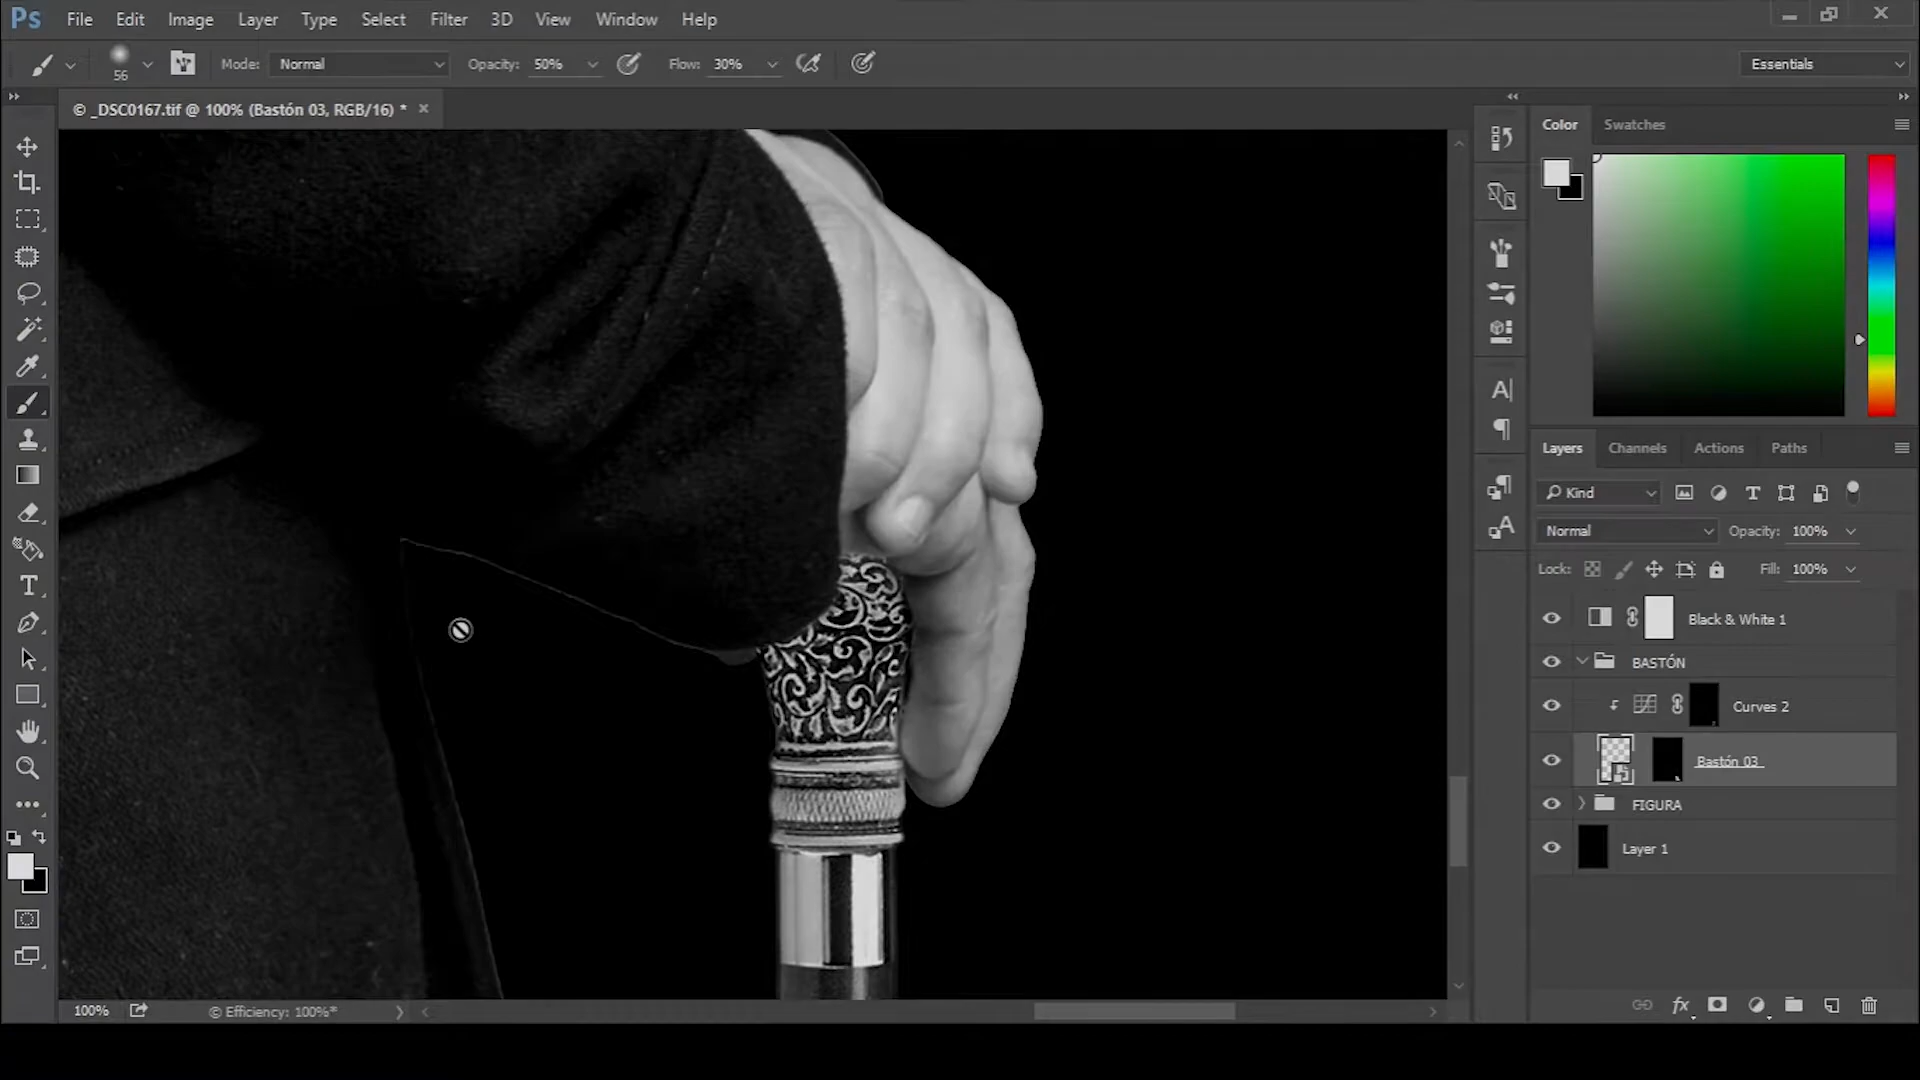 Ps File Edit Image Layer Type Select Filter 3D View Window Help
56 Mode: Normal Opacity: 50% Flow: 30% Essentials
© _DSC0167.tif @ 100% (Bastón 03, RGB/16) *
Color Swatches
Layers Channels Actions Paths
Kind
Normal Opacity: 100%
Lock: Fill: 100%
Black & White 1
BASTÓN
Curves 2
Bastón 03
FIGURA
Layer 1
100% © Efficiency: 100%*